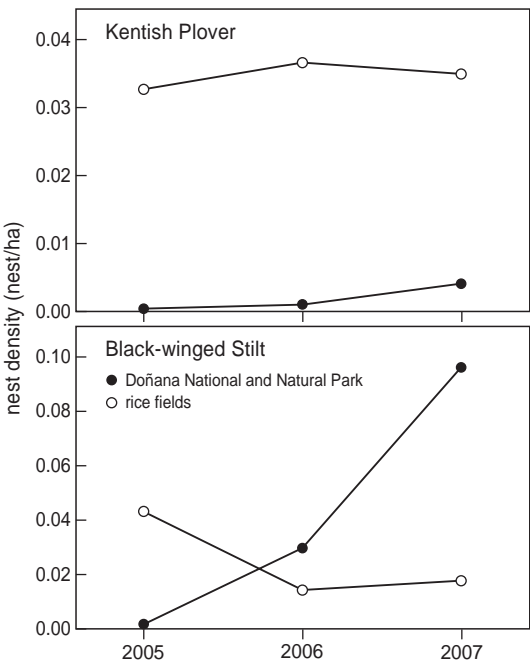 nest density (nest/ha)
Kentish Plover
0.04
0.03
0.02
0.01
0.00
Black-winged Stilt
Doñana National and Natural Park
rice fields
0.10
0.08
0.06
0.04
0.02
0.00
2005 2006 2007